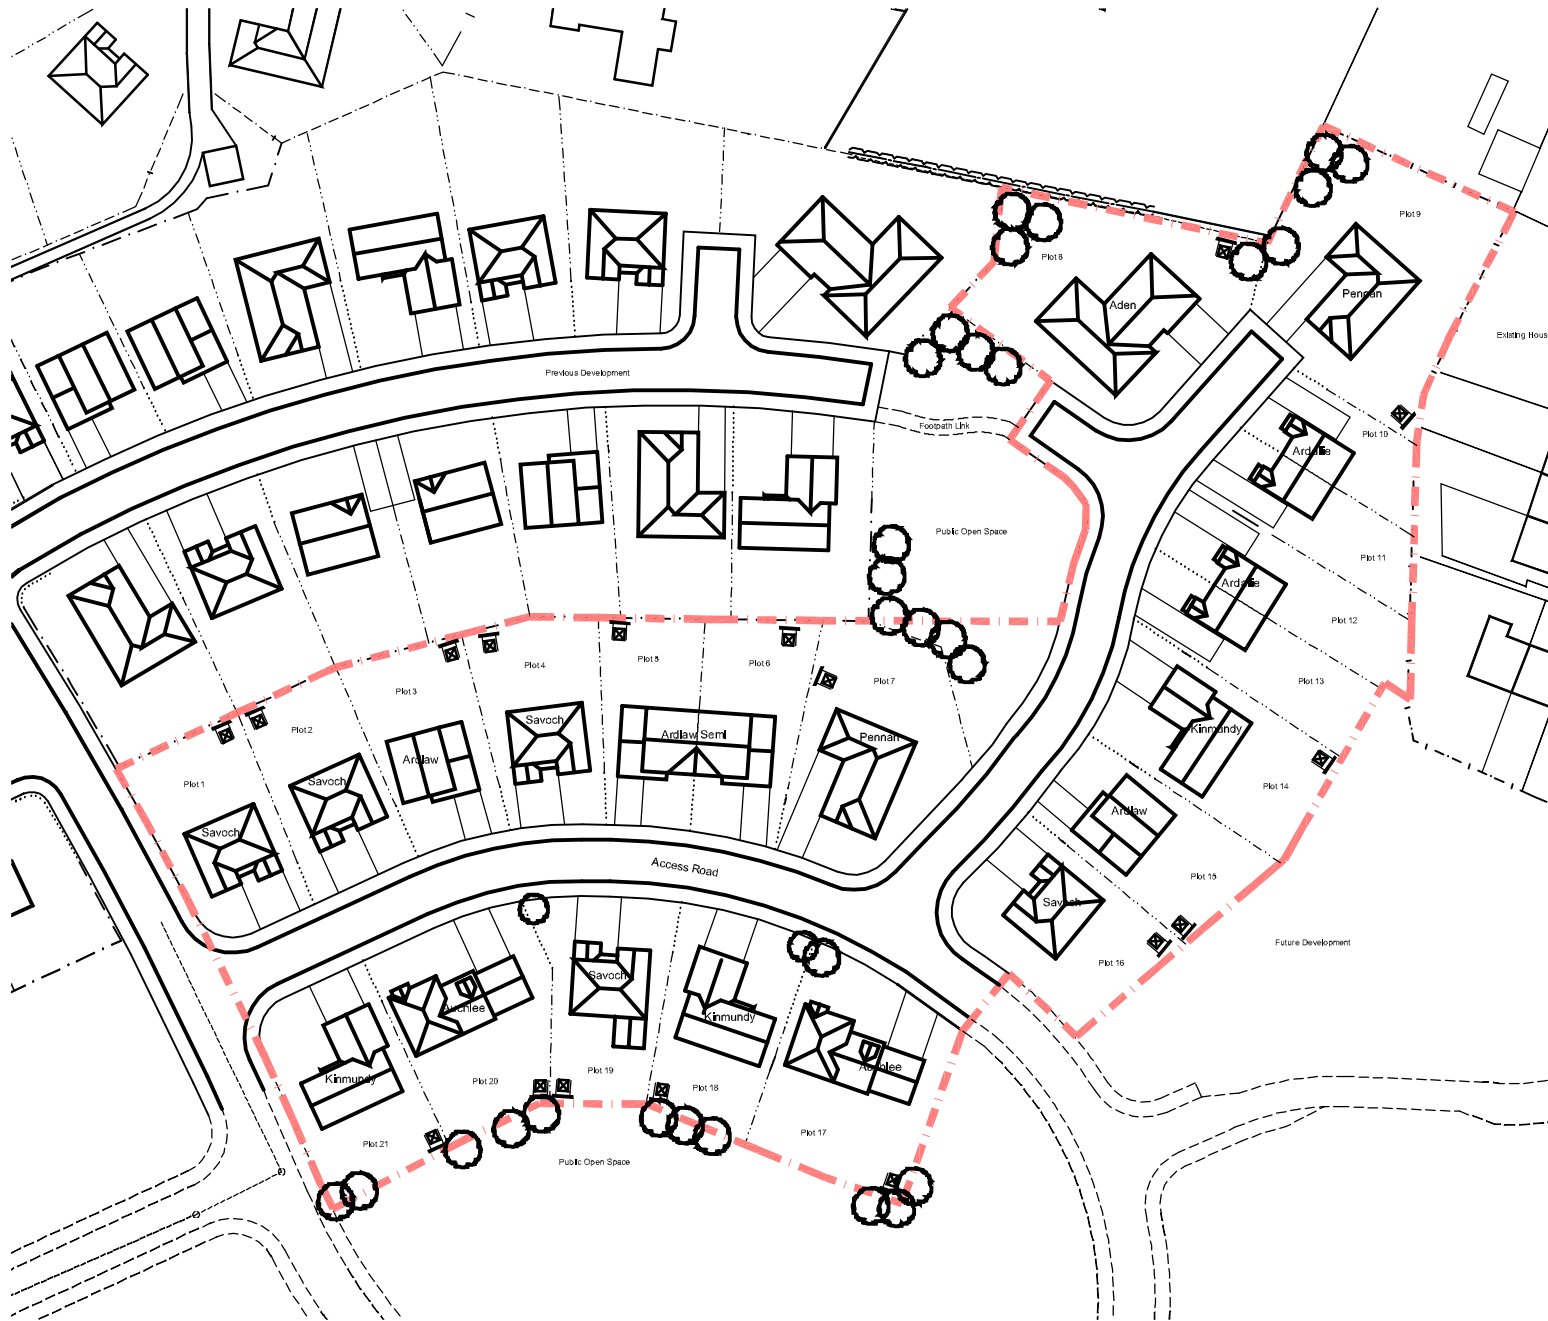 Plot 9
Plot 8
Pennan
Aden
Existing Hous
Previous Development
Footpath Link
Plot 10
Public Open Space
Plot 11
Plot 12
Plot 4
Plot 5
Plot 6
Plot 7
Plot 13
Plot 3
Plot 2
Savoch
Ardlaw Semi
Pennan
Kinmundy
Plot 1
Savoch
Ardlaw
Plot 14
Savoch
Ardlaw
Access Road
Plot 15
Savoch
Future Development
Plot 16
Savoch
Kinmundy
Auchlee
Kinmundy
Plot 20
Plot 19
Plot 18
Auchlee
Plot 21
Plot 17
Public Open Space